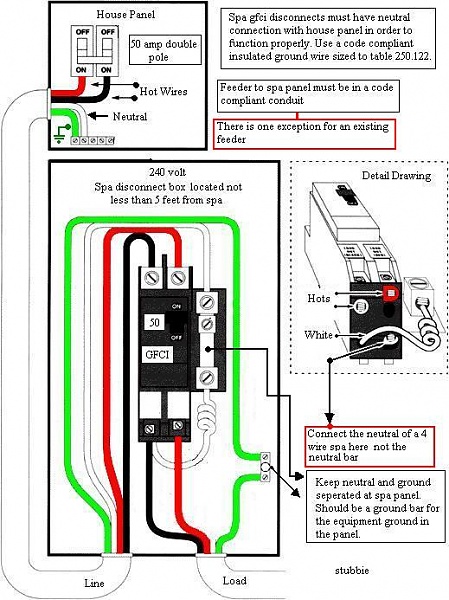 House Panel
OFF OFF
ON ON
50 amp double
pole
Hot Wires
Neutral
Spa gfci disconnects must have neutral
connection with house panel in order to
function properly. Use a code compliant
insulated ground wire sized to table 250.122.
Feeder to spa panel must be in a code
compliant conduit
There is one exception for an existing
feeder
240 volt
Spa disconnect box located not
less than 5 feet from spa
ON
50
OFF
GFCI
Detail Drawing
Hots
White
Connect the neutral of a 4
wire spa here not the
neutral bar
Keep neutral and ground
seperated at spa panel.
Should be a ground bar for
the equipment ground in
the panel.
Line
Load
stubbie